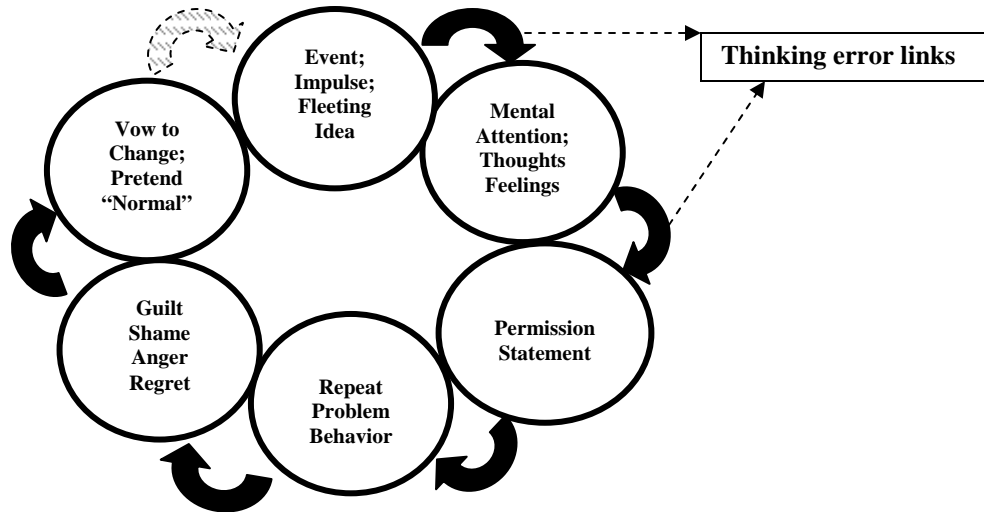 Event;
Impulse;
Fleeting
Idea
Thinking error links
Mental
Attention;
Thoughts
Feelings
Vow to
Change;
Pretend
“Normal”
Permission
Statement
Guilt
Shame
Anger
Regret
Repeat
Problem
Behavior